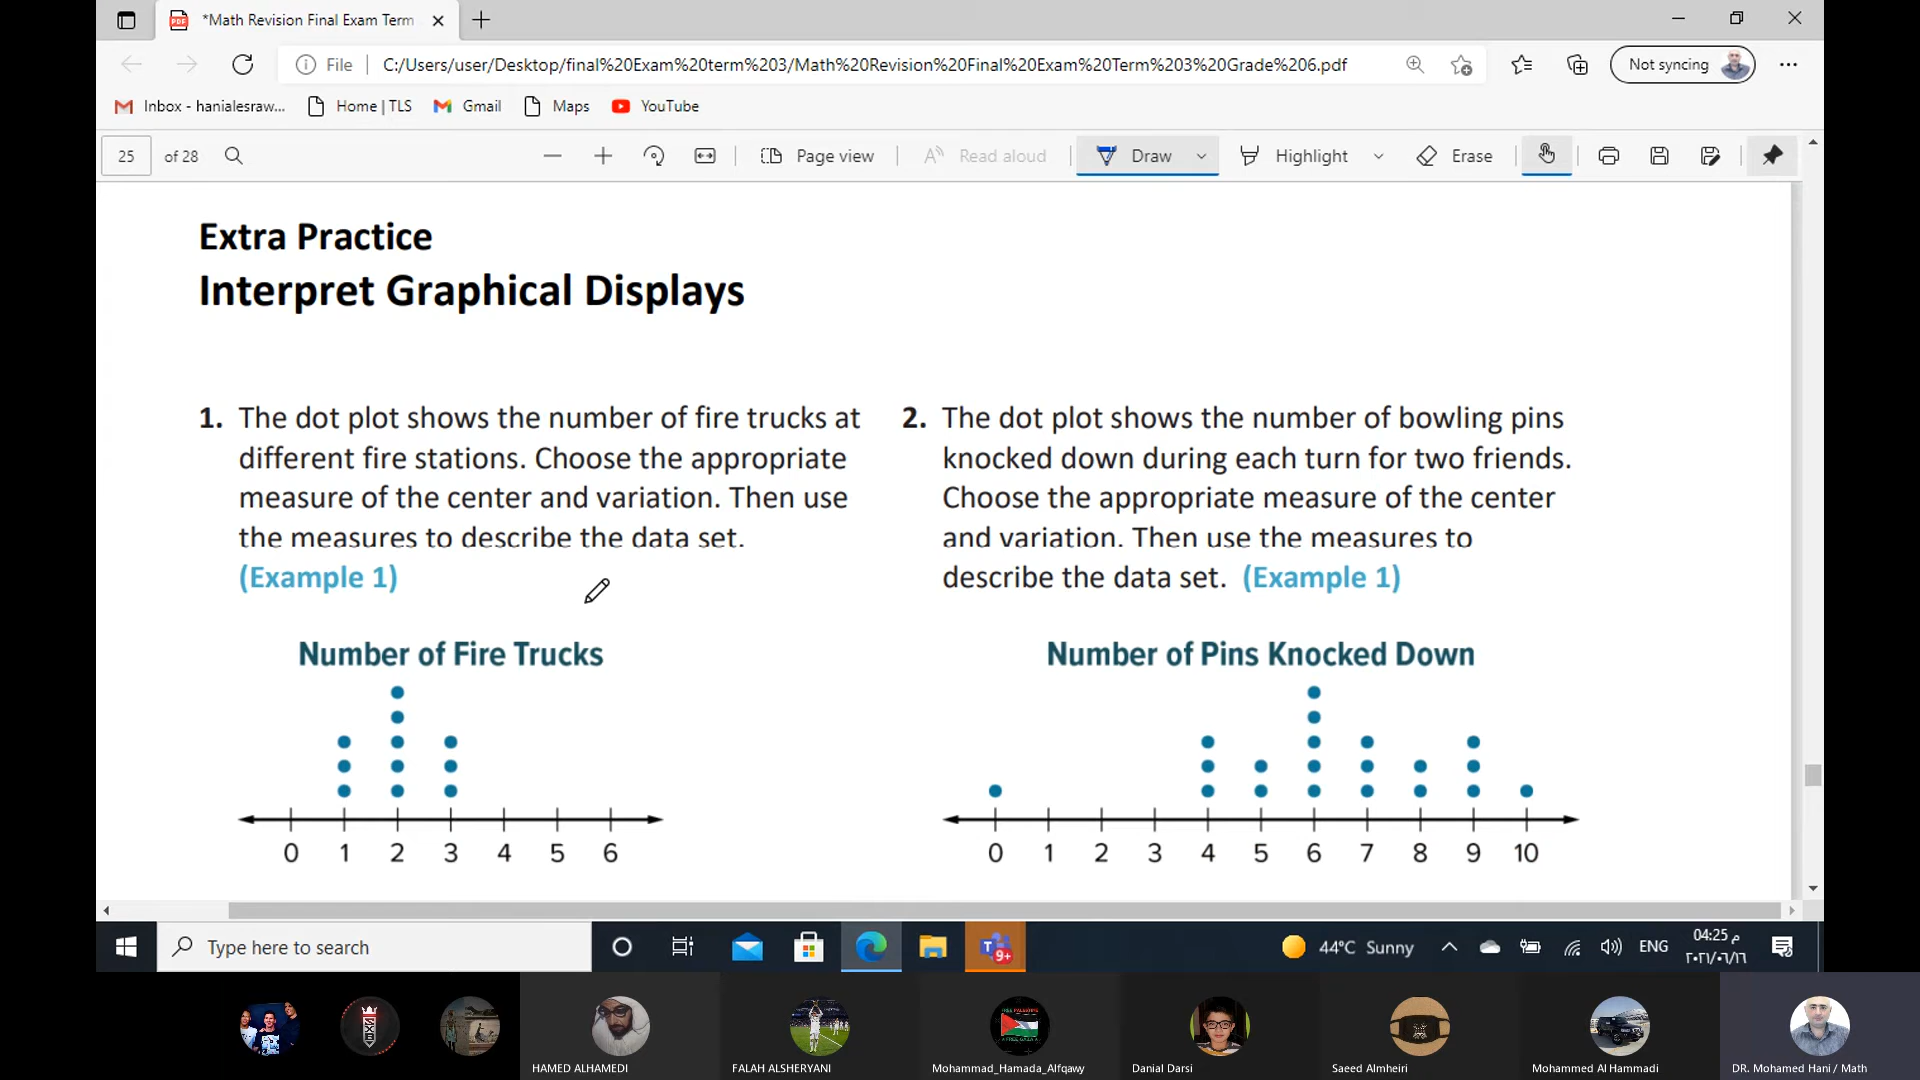 *Math Revision Final Exam Term
File C:/Users/user/Desktop/final%20Exam%20term%203/Math%20Revision%20Final%20Exam%20Term%203%20Grade%206.pdf Not syncing
Inbox - hanialesraw... Home | TLS Gmail Maps YouTube
25 of 28 Page view Read aloud Draw Highlight Erase
Extra Practice
Interpret Graphical Displays
1. The dot plot shows the number of fire trucks at
different fire stations. Choose the appropriate
measure of the center and variation. Then use
the measures to describe the data set.
(Example 1)
Number of Fire Trucks
0 1 2 3 4 5 6
2. The dot plot shows the number of bowling pins
knocked down during each turn for two friends.
Choose the appropriate measure of the center
and variation. Then use the measures to
describe the data set. (Example 1)
Number of Pins Knocked Down
0 1 2 3 4 5 6 7 8 9 10
Type here to search 9+ 44°C Sunny ENG
04:25 م
٢٠٢١/٠٦/١٦
HAMED ALHAMEDI FALAH ALSHERYANI Mohammad_Hamada_Alfqawy Danial Darsi Saeed Almheiri Mohammed Al Hammadi DR. Mohamed Hani / Math